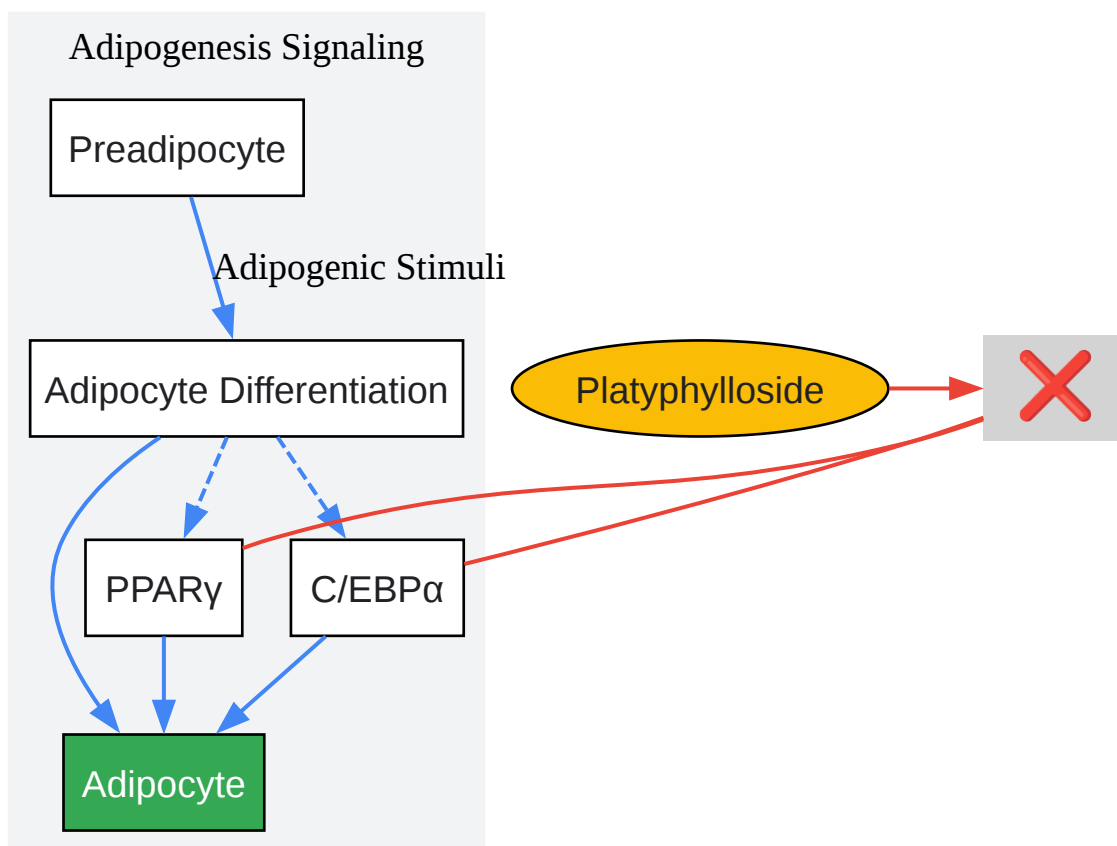 Adipogenesis Signaling
Preadipocyte
Adipogenic Stimuli
Adipocyte Differentiation
Platyphylloside
PPARγ
C/EBPα
Adipocyte